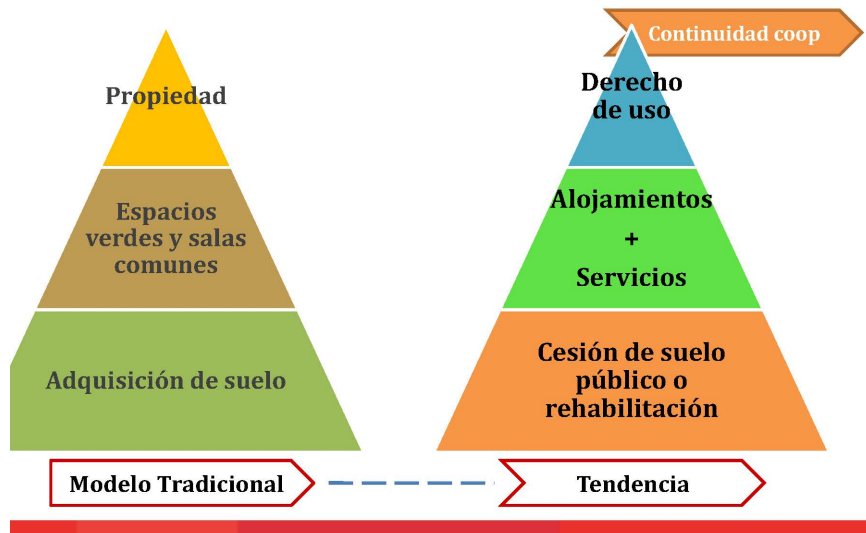 Propiedad
Espacios
verdes y salas
comunes
Adquisición de suelo
Modelo Tradicional
Continuidad coop
Derecho
de uso
Alojamientos
+
Servicios
Cesión de suelo
público o
rehabilitación
Tendencia